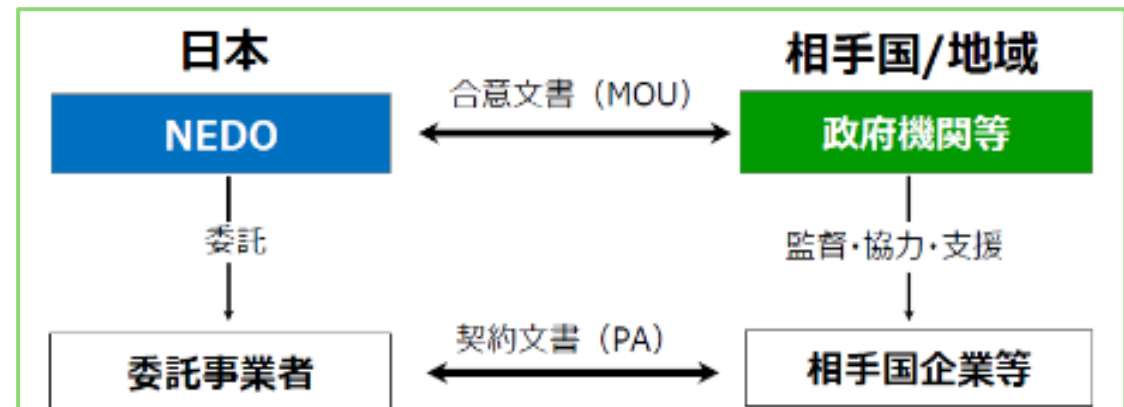 日本
相手国/地域
合意文書（MOU）
NEDO
政府機関等
委託
監督・協力・支援
契約文書（PA）
委託事業者
相手国企業等